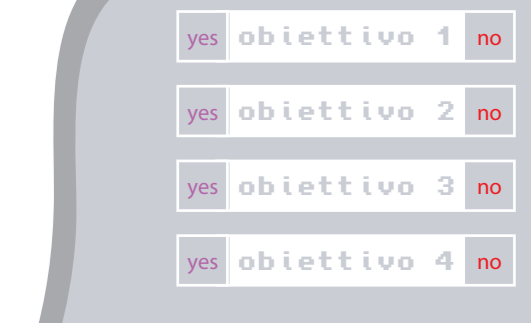 yes obiettivo 1 no
yes obiettivo 2 no
yes obiettivo 3 no
yes obiettivo 4 no